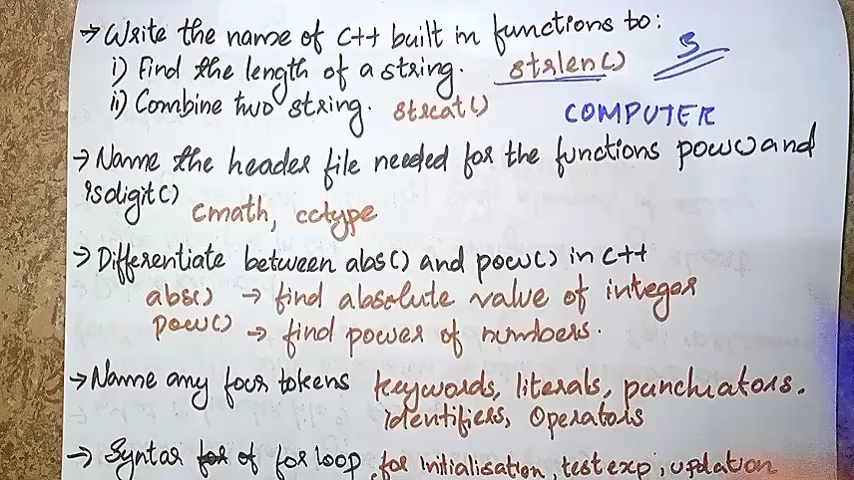 → Write the name of C++ built in functions to:
i) Find the length of a string. strlen() 3
ii) Combine two string. strcat()
COMPUTER
→ Name the header file needed for the functions pow() and
isdigit()
cmath, cctype
→ Differentiate between abs() and pow() in C++
abs() → find absolute value of integer
pow() → find power of numbers.
→ Name any four tokens keywords, literals, punctuators.
identifiers, Operators
→ Syntax for of for loop for initialisation, test exp; updation